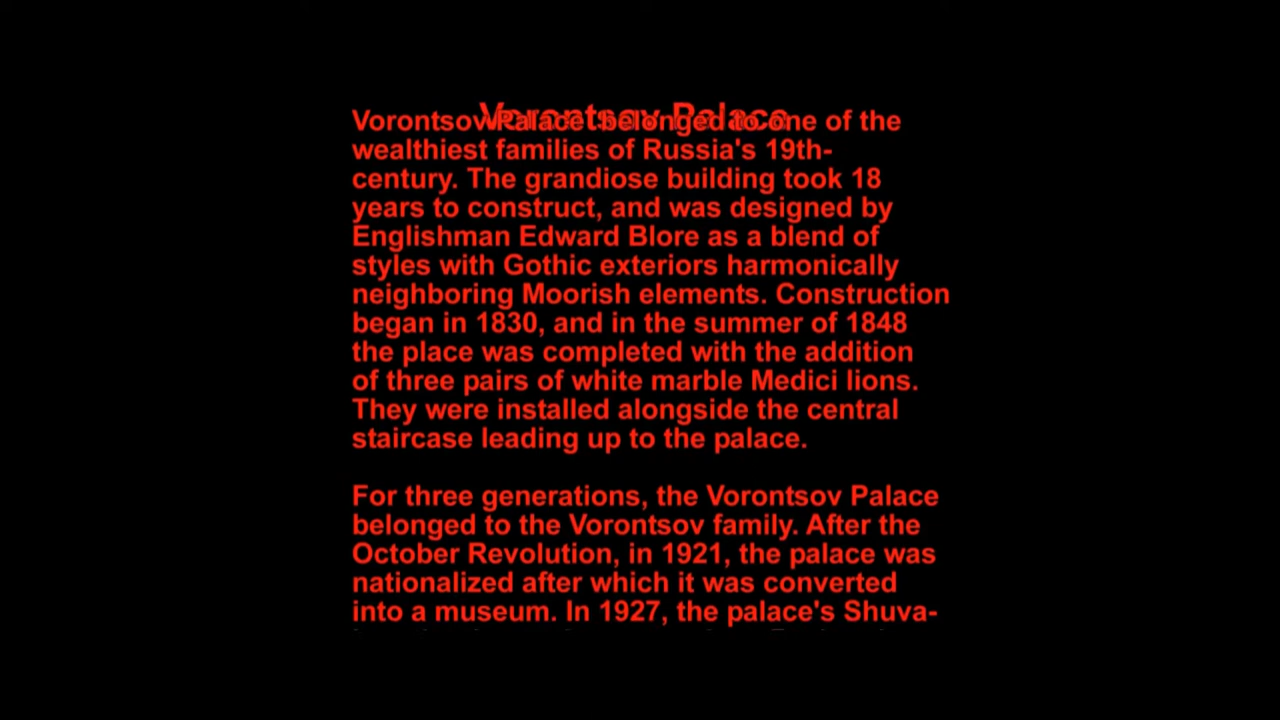 Vorontsov Palace
Vorontsov Palace belonged to one of the
wealthiest families of Russia's 19th-
century. The grandiose building took 18
years to construct, and was designed by
Englishman Edward Blore as a blend of
styles with Gothic exteriors harmonically
neighboring Moorish elements. Construction
began in 1830, and in the summer of 1848
the place was completed with the addition
of three pairs of white marble Medici lions.
They were installed alongside the central
staircase leading up to the palace.
For three generations, the Vorontsov Palace
belonged to the Vorontsov family. After the
October Revolution, in 1921, the palace was
nationalized after which it was converted
into a museum. In 1927, the palace's Shuva-